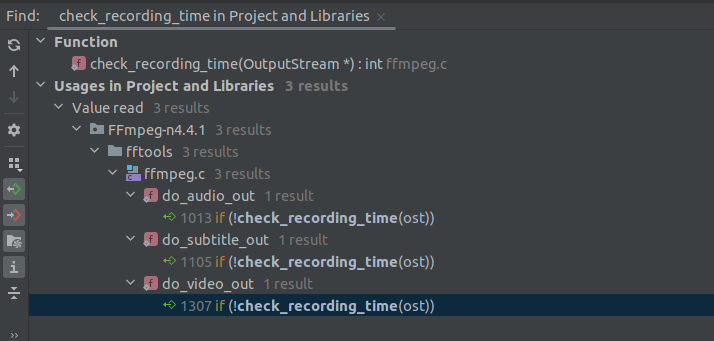 Find: check_recording_time in Project and Libraries ×
Function
check_recording_time(OutputStream *) : int ffmpeg.c
Usages in Project and Libraries 3 results
Value read 3 results
FFmpeg-n4.4.1 3 results
fftools 3 results
ffmpeg.c 3 results
do_audio_out 1 result
1013 if (!check_recording_time(ost))
do_subtitle_out 1 result
1105 if (!check_recording_time(ost))
do_video_out 1 result
1307 if (!check_recording_time(ost))